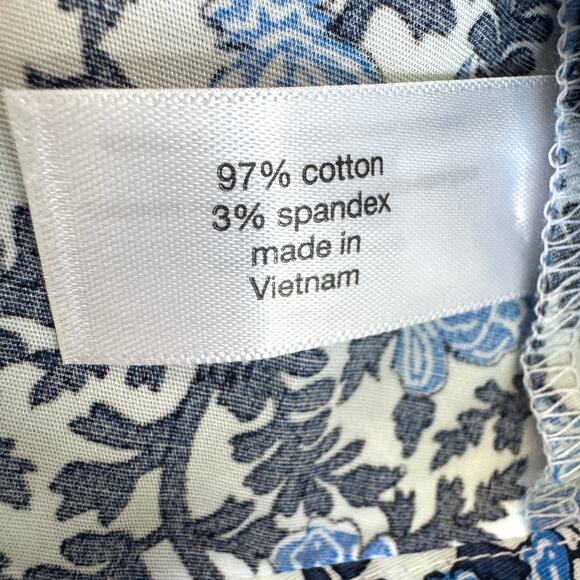 97% cotton
3% spandex
made in
Vietnam